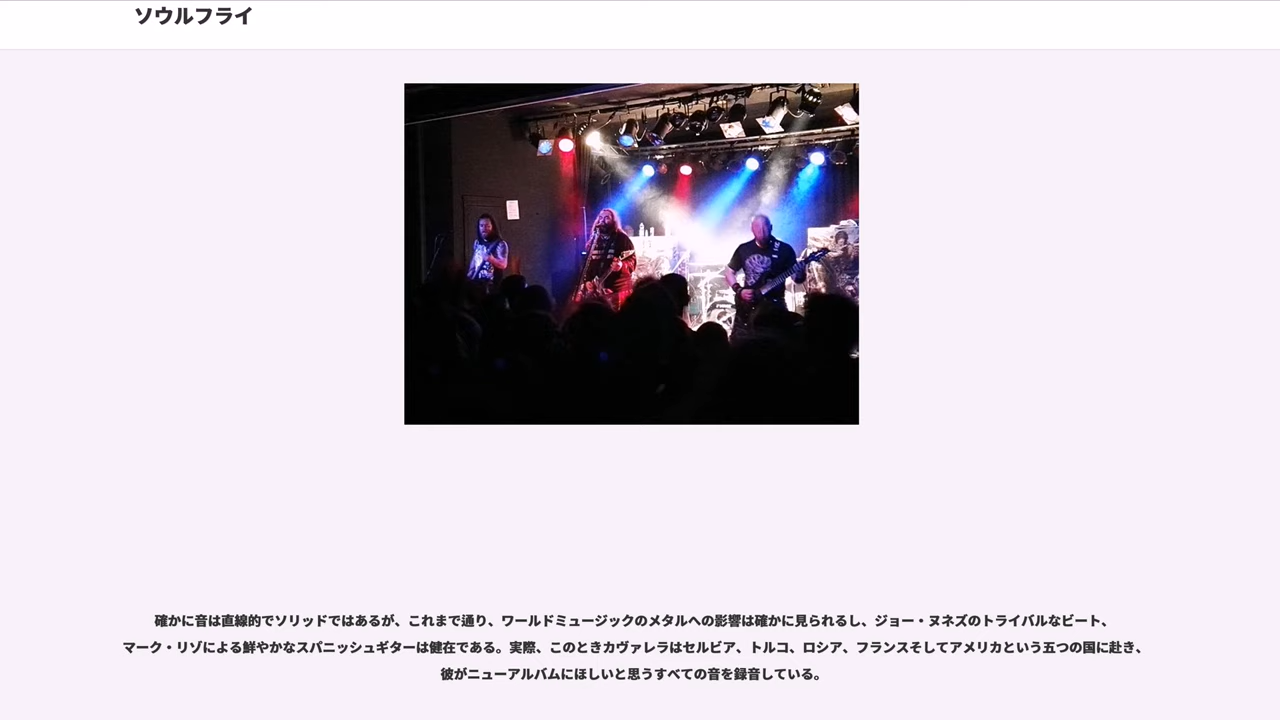 ソウルフライ
確かに音は直線的でソリッドではあるが、これまで通り、ワールドミュージックのメタルへの影響は確かに見られるし、ジョー・ヌネズのトライバルなビート、
マーク・リゾによる鮮やかなスパニッシュギターは健在である。実際、このときカヴァレラはセルビア、トルコ、ロシア、フランスそしてアメリカという五つの国に赴き、
彼がニューアルバムにほしいと思うすべての音を録音している。